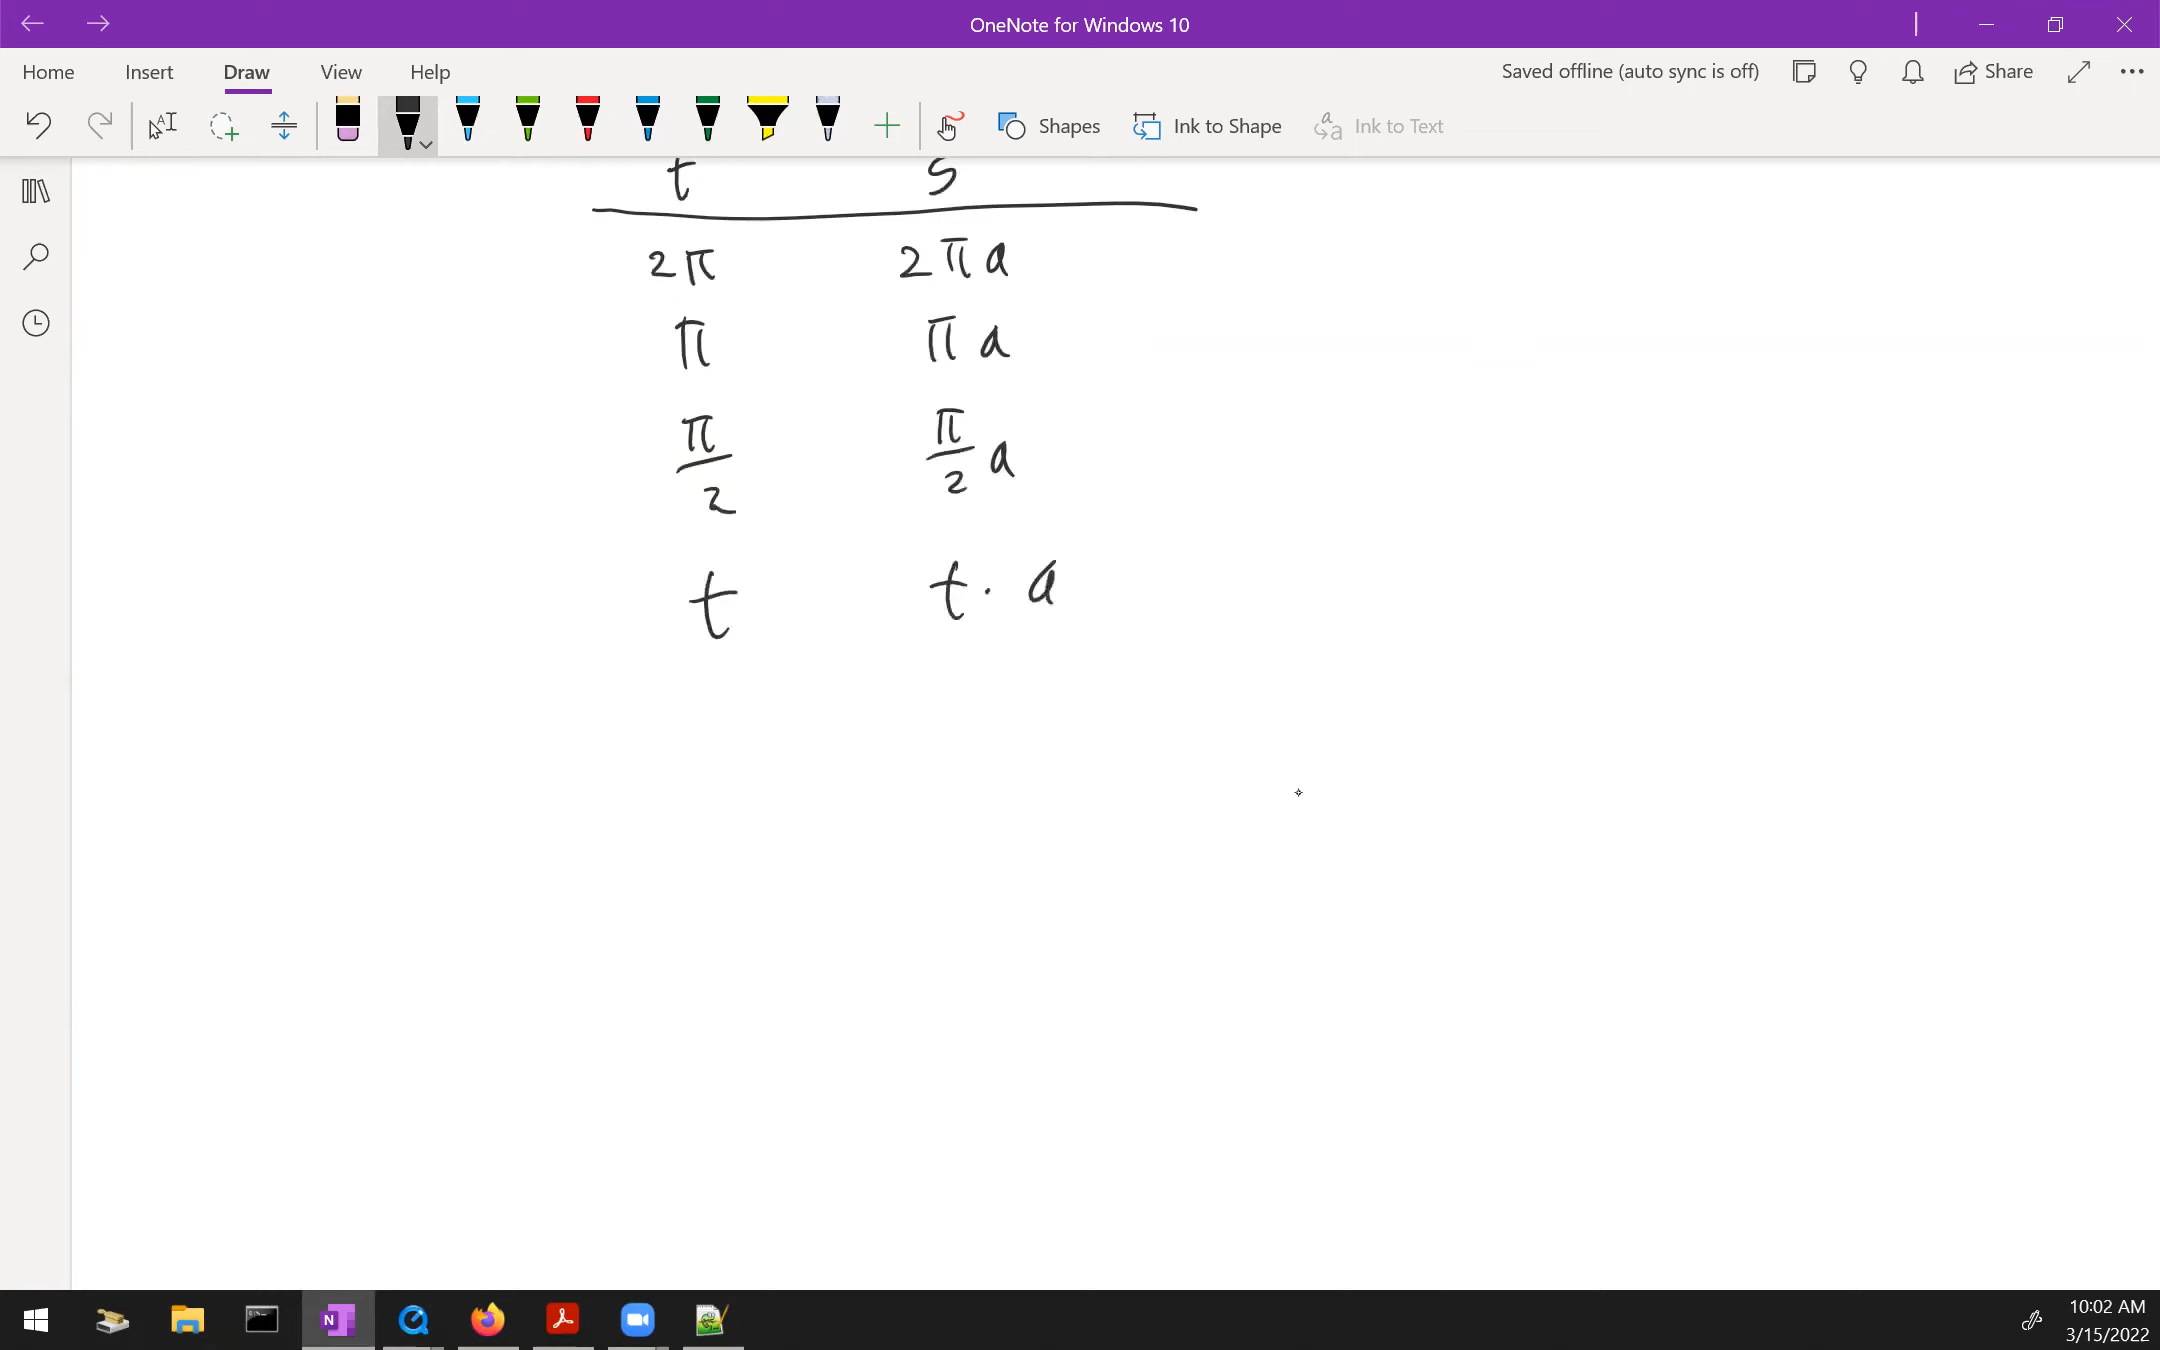 OneNote for Windows 10
Home Insert Draw View Help Saved offline (auto sync is off) Share
Shapes Ink to Shape Ink to Text
t s
2π 2πa
π πa
π/2 π/2 a
t t · a
10:02 AM
3/15/2022